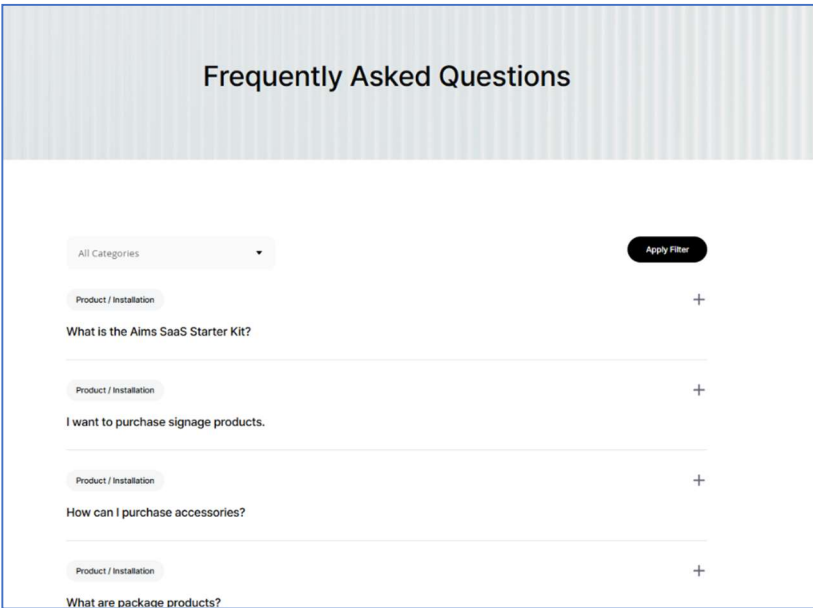 Frequently Asked Questions
All Categories
Apply Filter
Product / Installation
What is the Aims SaaS Starter Kit?
Product / Installation
I want to purchase signage products.
Product / Installation
How can I purchase accessories?
Product / Installation
What are package products?